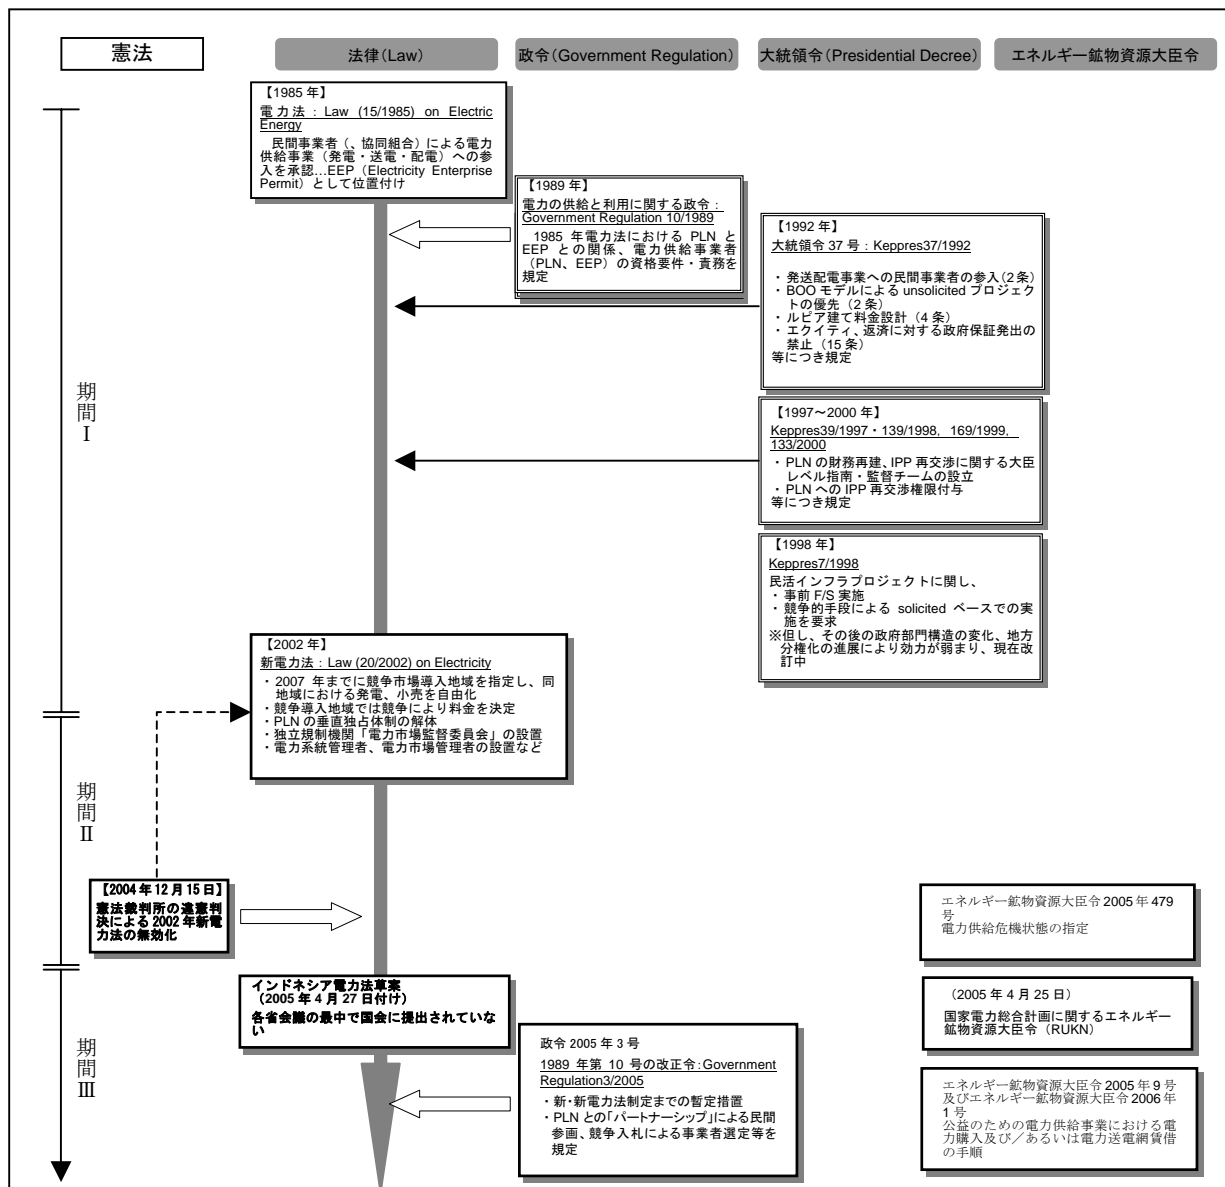 憲法
法律（Law）
政令（Government Regulation）
大統領令（Presidential Decree）
エネルギー鉱物資源大臣令
【1985 年】
電力法：Law (15/1985) on Electric
Energy
民間事業者（、協同組合）による電力
供給事業（発電・送電・配電）への参
入を承認…EEP（Electricity Enterprise
Permit）として位置付け
【1989 年】
電力の供給と利用に関する政令：
Government Regulation 10/1989
1985 年電力法における PLN と
EEP との関係、電力供給事業者
（PLN、EEP）の資格要件・責務を
規定
【1992 年】
大統領令 37 号：Keppres37/1992
・発送配電事業への民間事業者の参入（2 条）
・BOO モデルによる unsolicited プロジェク
トの優先（2 条）
・ルピア建て料金設計（4 条）
・エクイティ、返済に対する政府保証発出の
禁止（15 条）
等につき規定
期間Ⅰ
【1997～2000 年】
Keppres39/1997・139/1998, 169/1999,
133/2000
・PLN の財務再建、IPP 再交渉に関する大臣
レベル指南・監督チームの設立
・PLN への IPP 再交渉権限付与
等につき規定
【1998 年】
Keppres7/1998
民活インフラプロジェクトに関し、
・事前 F/S 実施
・競争的手段による solicited ベースでの実
施を要求
※但し、その後の政府部門構造の変化、地方
分権化の進展により効力が弱まり、現在改
訂中
【2002 年】
新電力法：Law (20/2002) on Electricity
・2007 年までに競争市場導入地域を指定し、同
地域における発電、小売を自由化
・競争導入地域では競争により料金を決定
・PLN の垂直独占体制の解体
・独立規制機関「電力市場監督委員会」の設置
・電力系統管理者、電力市場管理者の設置など
期間Ⅱ
【2004 年 12 月 15 日】
憲法裁判所の違憲判
決による 2002 年新電
力法の無効化
エネルギー鉱物資源大臣令 2005 年 479
号
電力供給危機状態の指定
インドネシア電力法草案
（2005 年 4 月 27 日付け）
各省会議の最中で国会に提出されていな
い
（2005 年 4 月 25 日）
国家電力総合計画に関するエネルギー
鉱物資源大臣令（RUKN）
期間Ⅲ
政令 2005 年 3 号
1989 年第 10 号の改正令：Government
Regulation3/2005
・新・新電力法制定までの暫定措置
・PLN との「パートナーシップ」による民間
参画、競争入札による事業者選定等を
規定
エネルギー鉱物資源大臣令 2005 年 9 号
及びエネルギー鉱物資源大臣令 2006 年
1 号
公益のための電力供給事業における電
力購入及び／あるいは電力送電網賃借
の手順